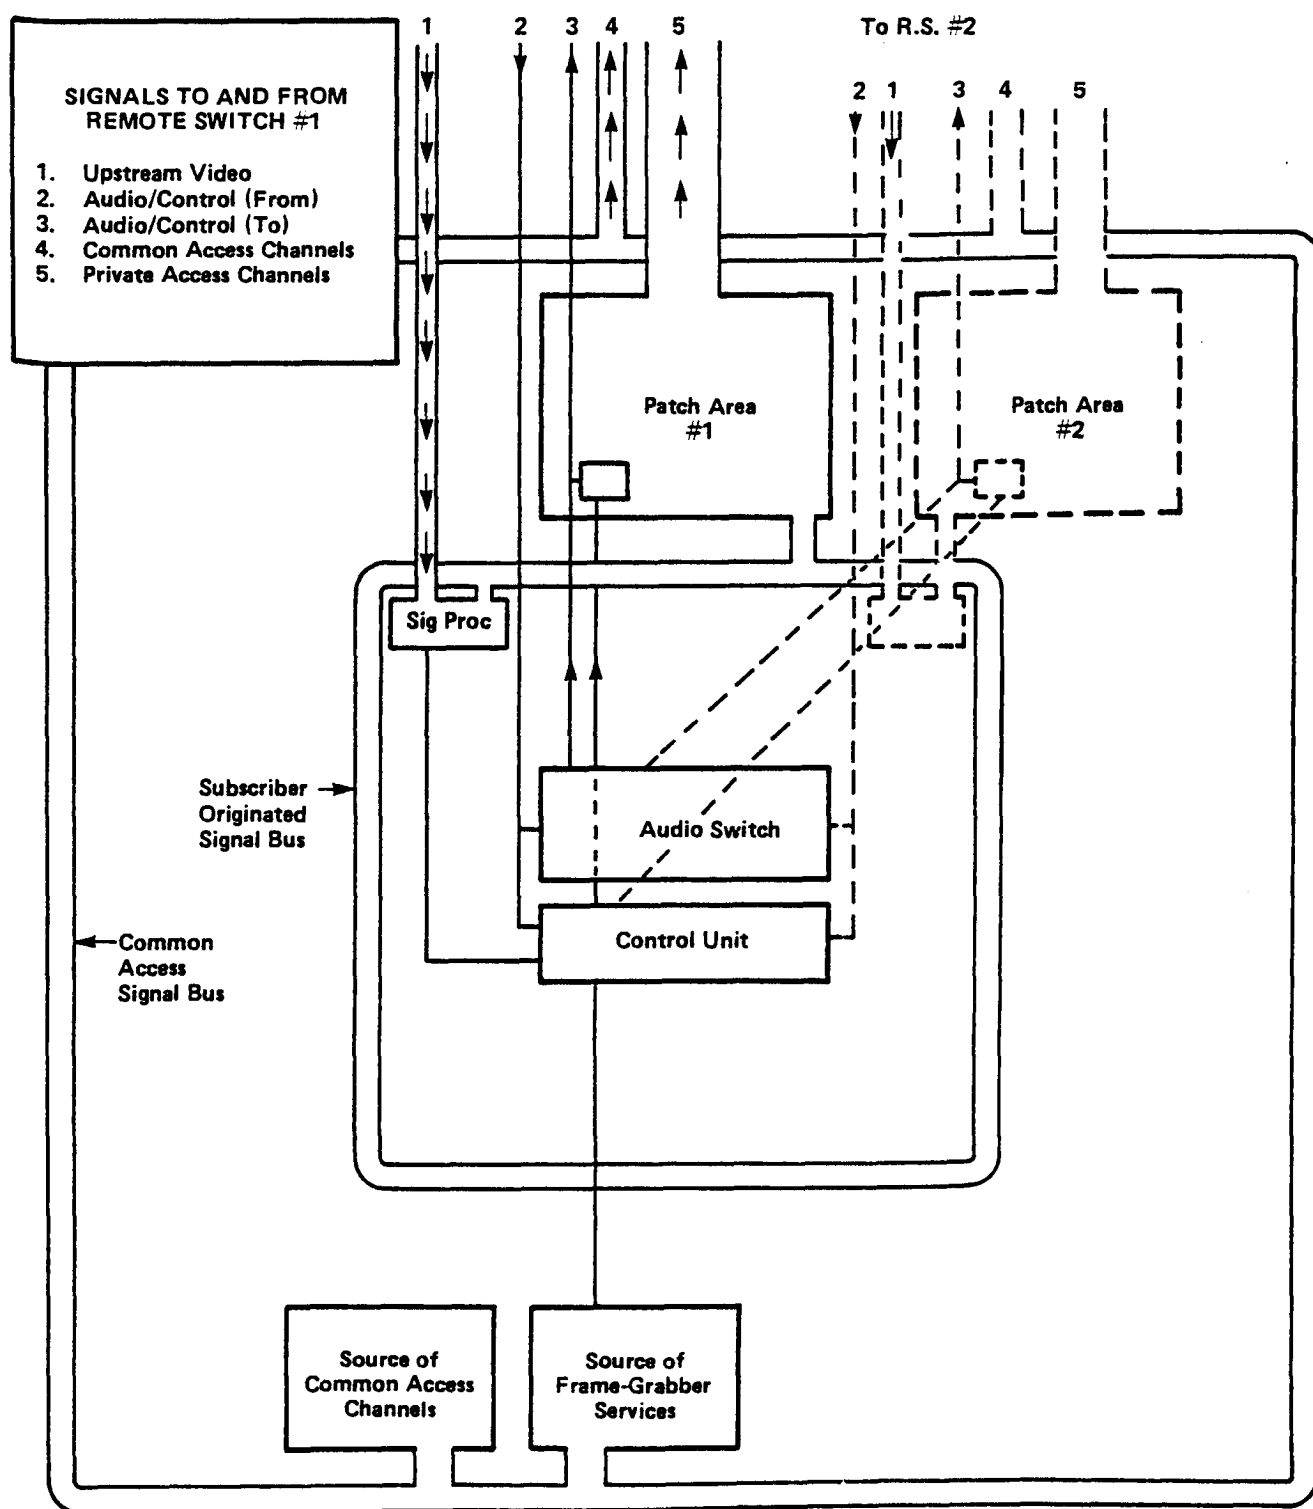 1 2 3 4 5 To R.S. #2
2 1 3 4 5
SIGNALS TO AND FROM
REMOTE SWITCH #1
1. Upstream Video
2. Audio/Control (From)
3. Audio/Control (To)
4. Common Access Channels
5. Private Access Channels
Patch Area
#1
Patch Area
#2
Sig Proc
Subscriber
Originated
Signal Bus
Audio Switch
Control Unit
Common
Access
Signal Bus
Source of
Common Access
Channels
Source of
Frame-Grabber
Services